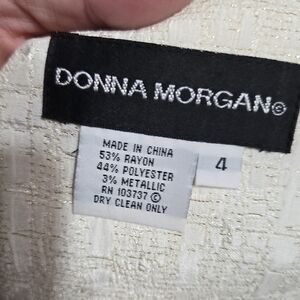 DONNA MORGAN©
MADE IN CHINA
53% RAYON
44% POLYESTER
3% METALLIC
RN 103737 ©
DRY CLEAN ONLY
4